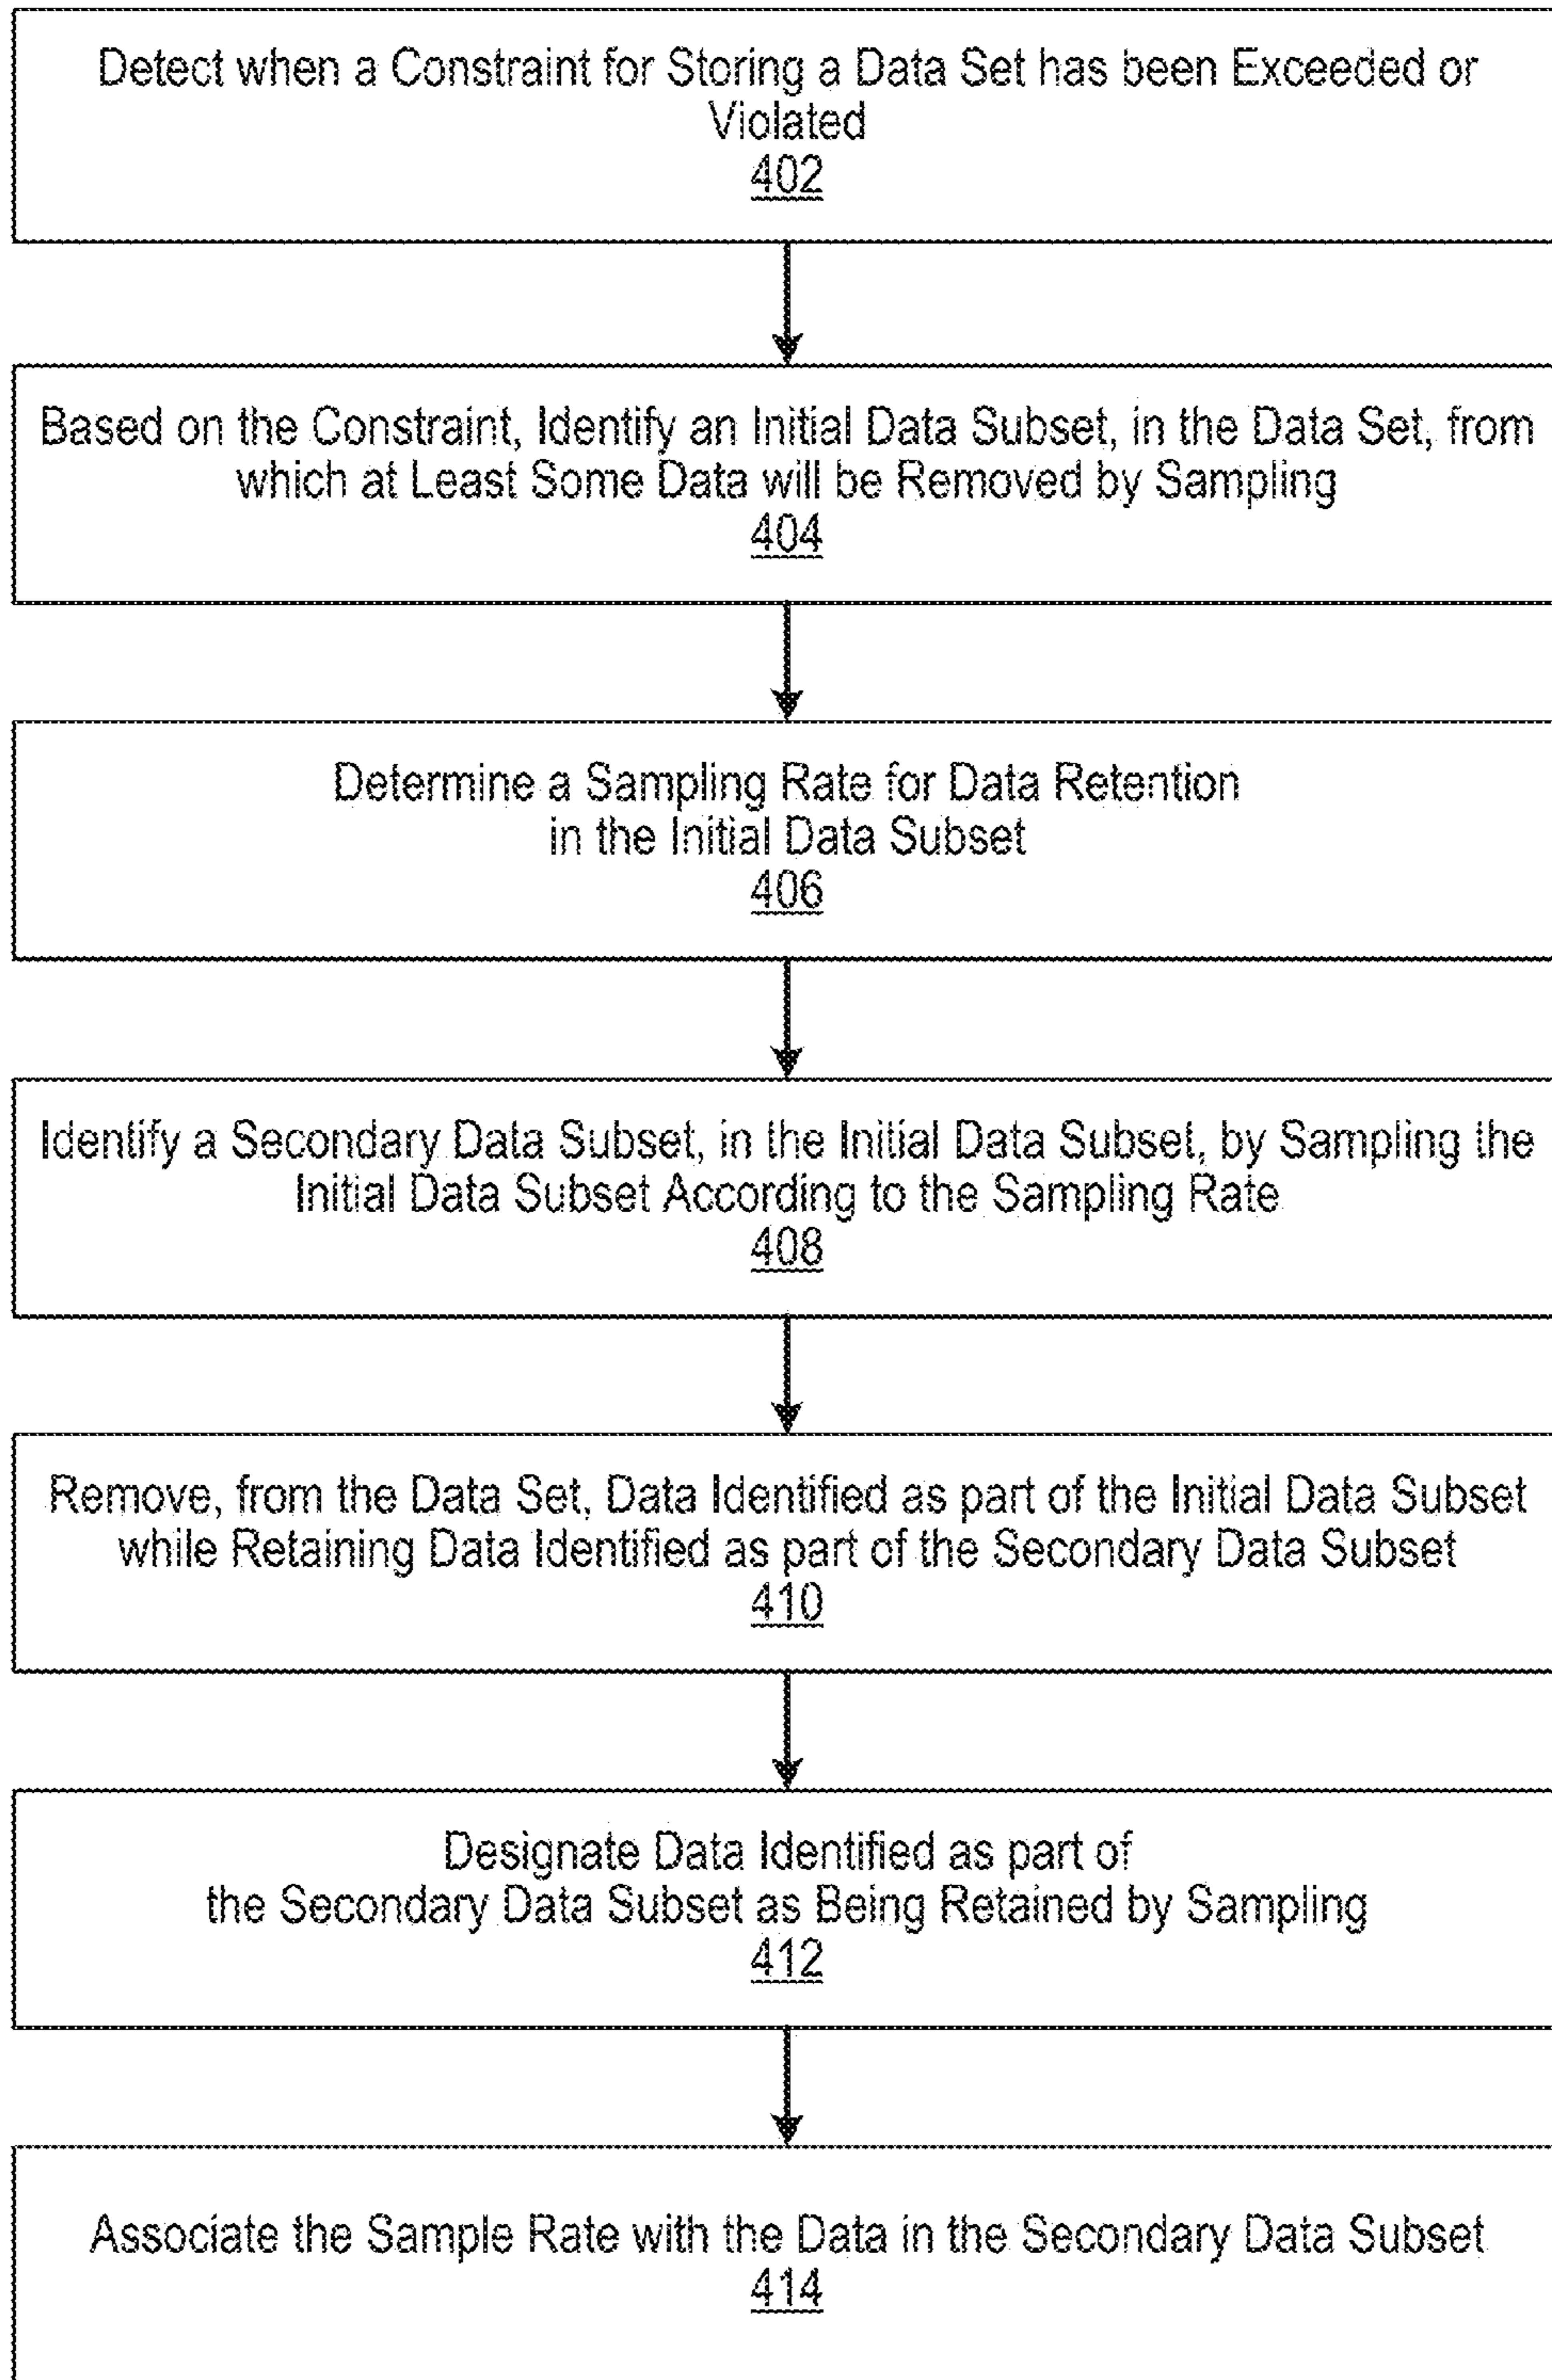 Detect when a Constraint for Storing a Data Set has been Exceeded or
Violated
402
Based on the Constraint, Identify an Initial Data Subset, in the Data Set, from
which at Least Some Data will be Removed by Sampling
404
Determine a Sampling Rate for Data Retention
in the Initial Data Subset
406
Identify a Secondary Data Subset, in the Initial Data Subset, by Sampling the
Initial Data Subset According to the Sampling Rate
408
Remove, from the Data Set, Data Identified as part of the Initial Data Subset
while Retaining Data Identified as part of the Secondary Data Subset
410
Designate Data Identified as part of
the Secondary Data Subset as Being Retained by Sampling
412
Associate the Sample Rate with the Data in the Secondary Data Subset
414